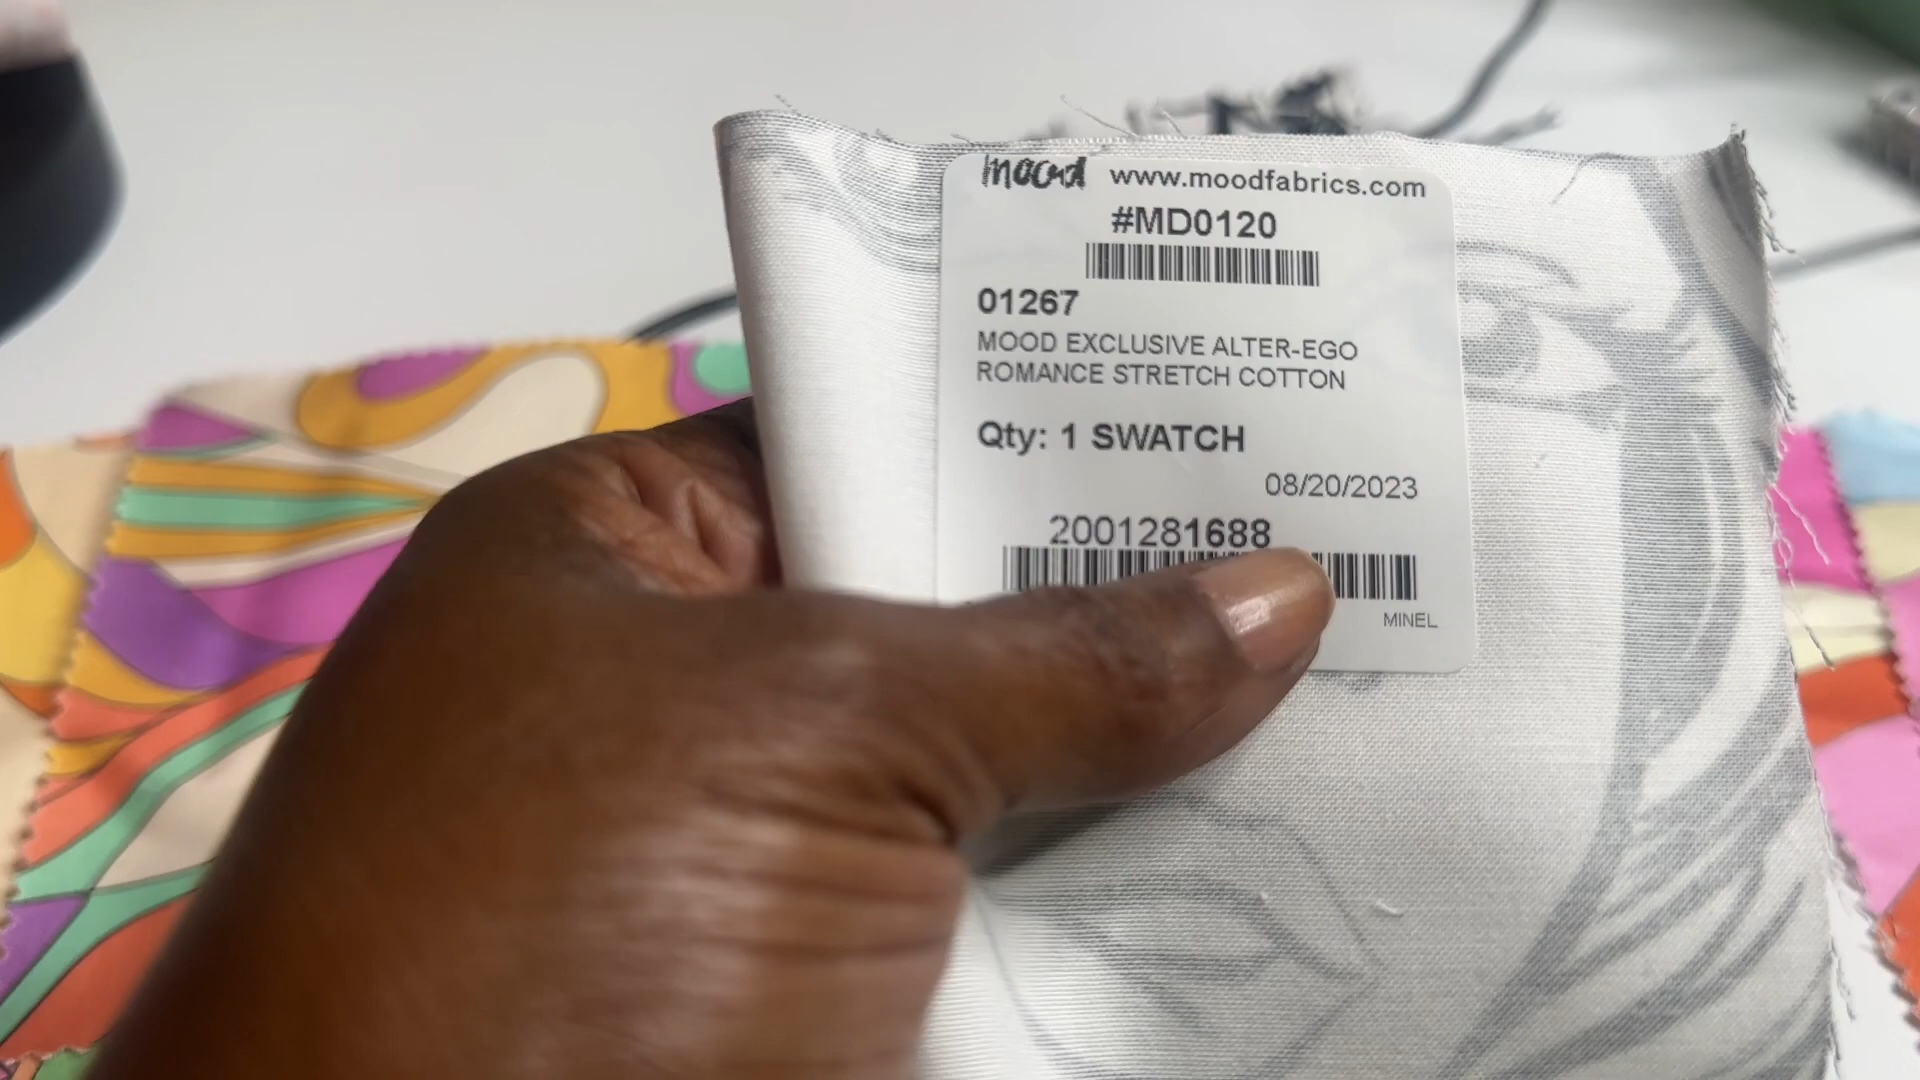 mood www.moodfabrics.com
#MD0120
01267
MOOD EXCLUSIVE ALTER-EGO
ROMANCE STRETCH COTTON
Qty: 1 SWATCH
08/20/2023
2001281688
MINEL